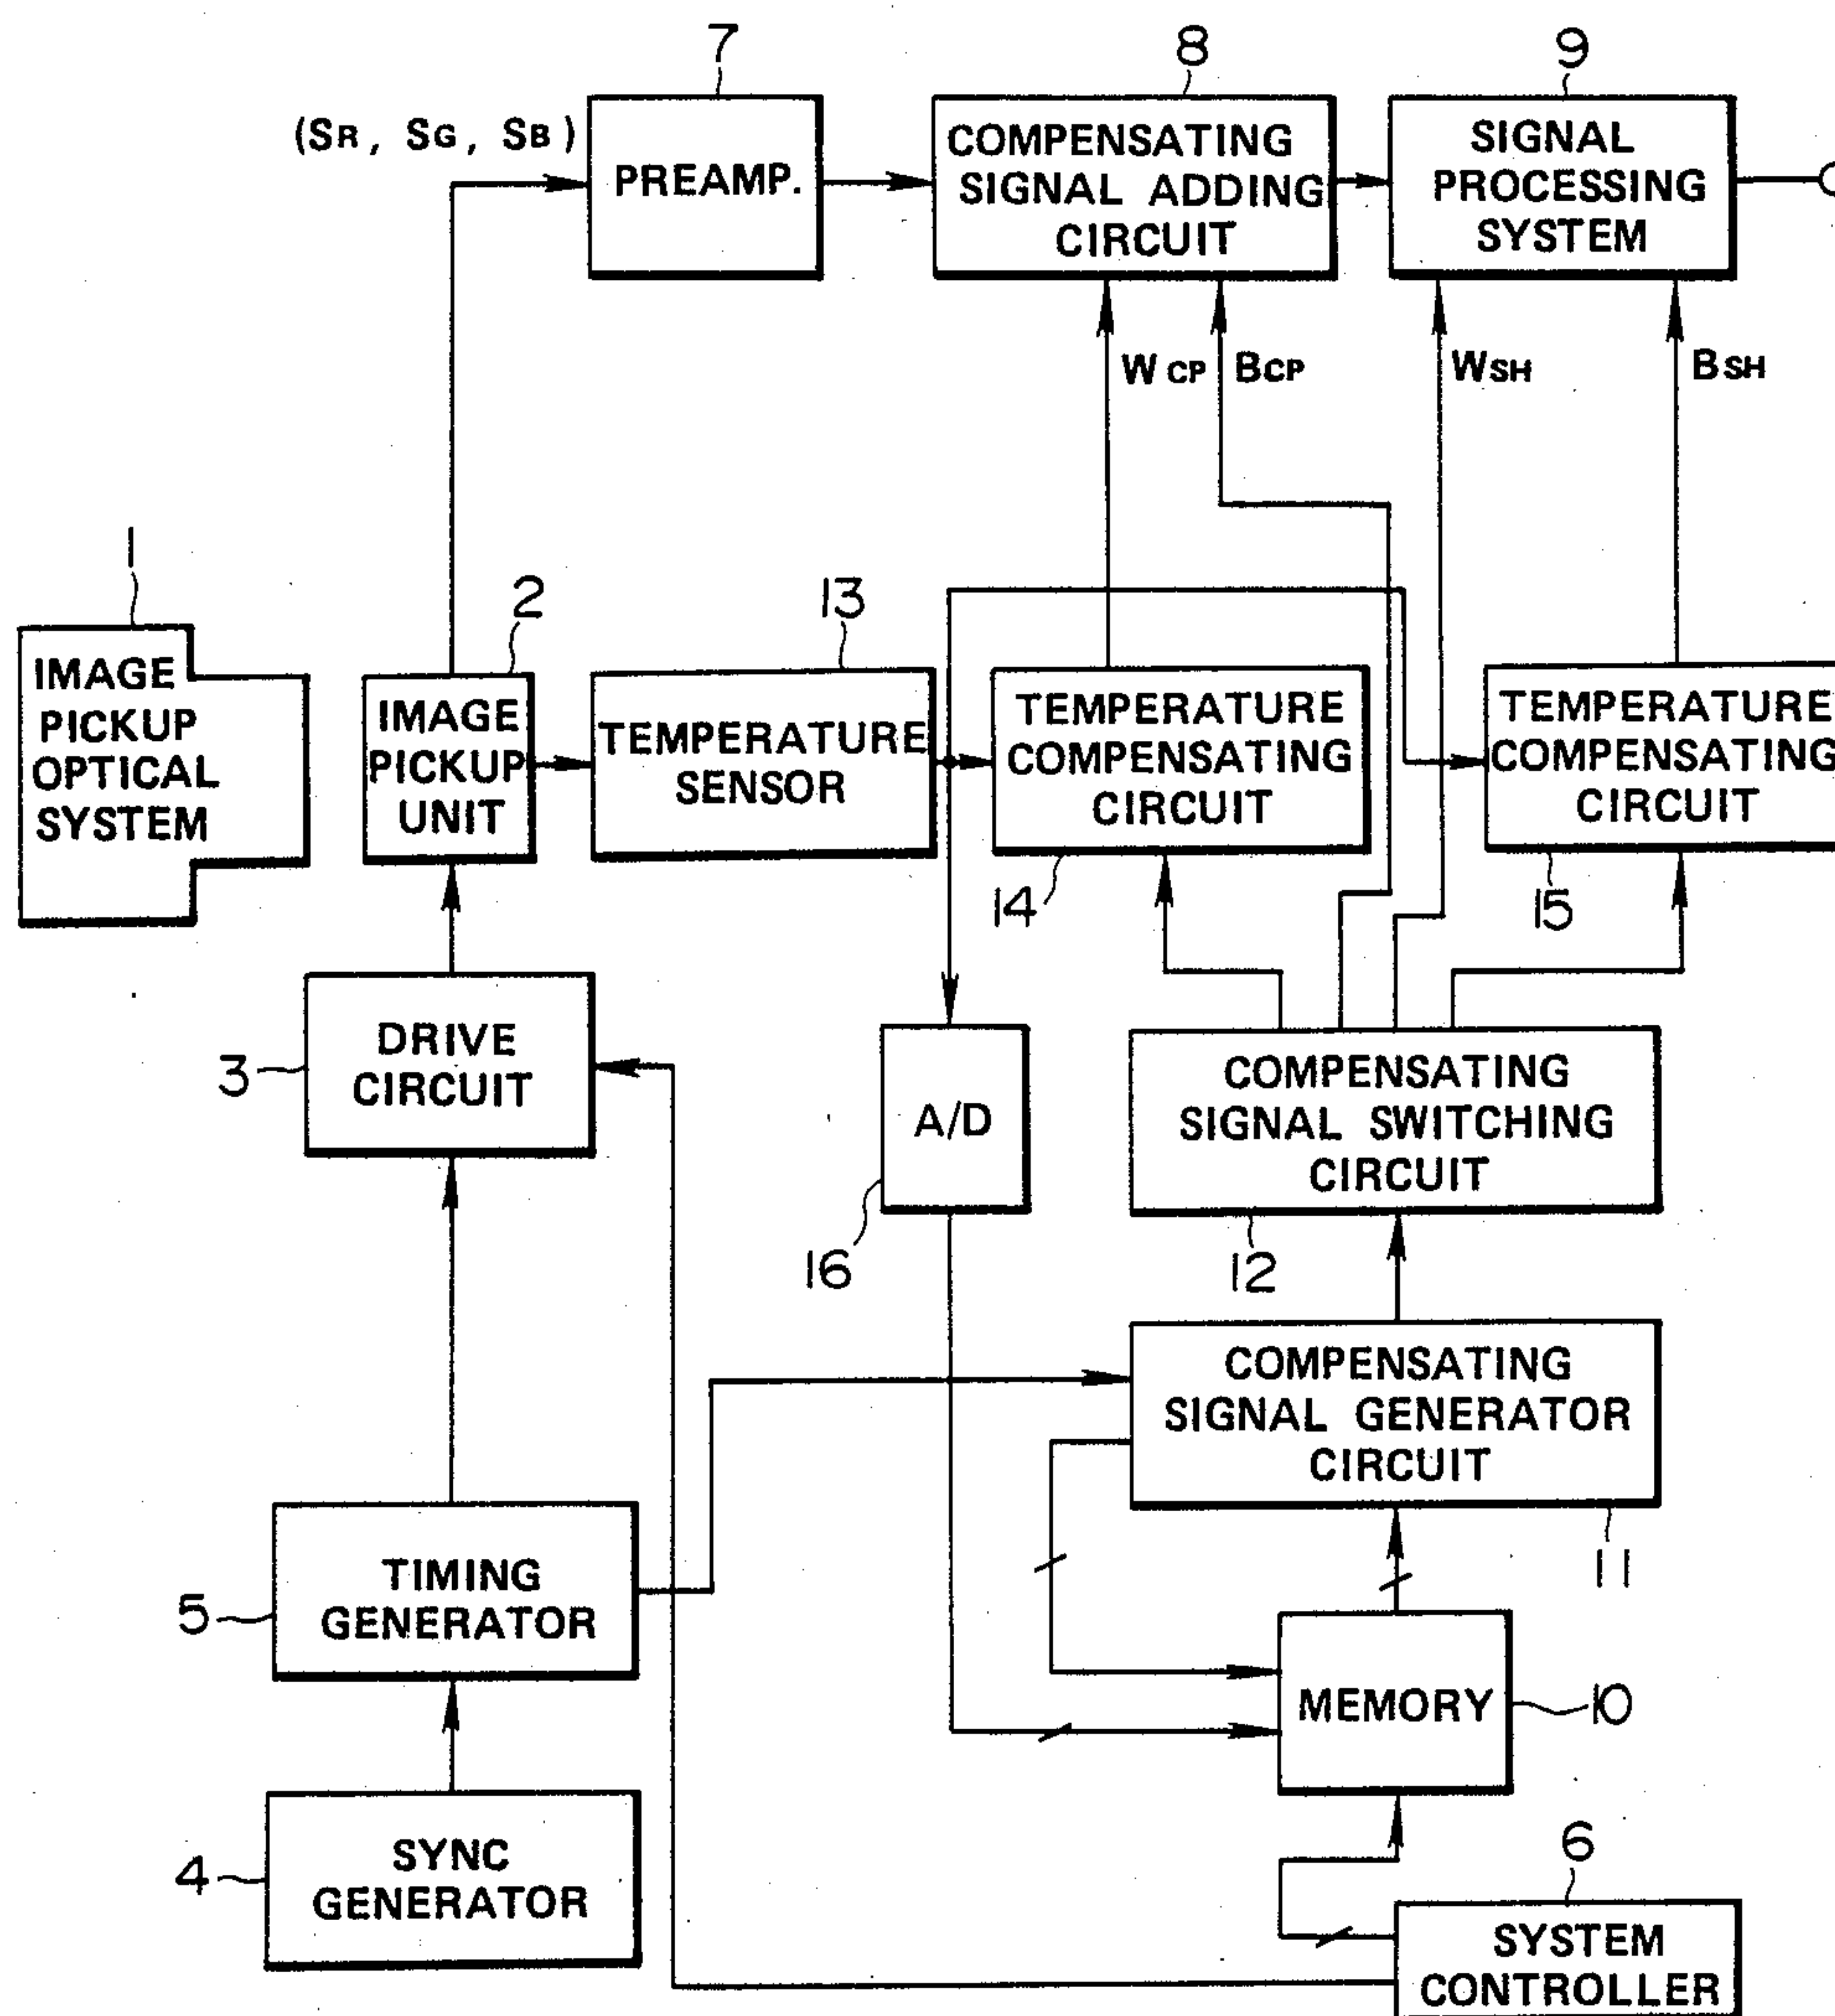 7
8
9
(SR, SG, SB)
PREAMP.
COMPENSATING
SIGNAL ADDING
CIRCUIT
SIGNAL
PROCESSING
SYSTEM
WCP
BCP
WSH
BSH
1
2
13
IMAGE
PICKUP
OPTICAL
SYSTEM
IMAGE
PICKUP
UNIT
TEMPERATURE
SENSOR
TEMPERATURE
COMPENSATING
CIRCUIT
TEMPERATURE
COMPENSATING
CIRCUIT
14
15
3
DRIVE
CIRCUIT
A/D
COMPENSATING
SIGNAL SWITCHING
CIRCUIT
16
12
COMPENSATING
SIGNAL GENERATOR
CIRCUIT
11
5
TIMING
GENERATOR
MEMORY
10
4
SYNC
GENERATOR
6
SYSTEM
CONTROLLER